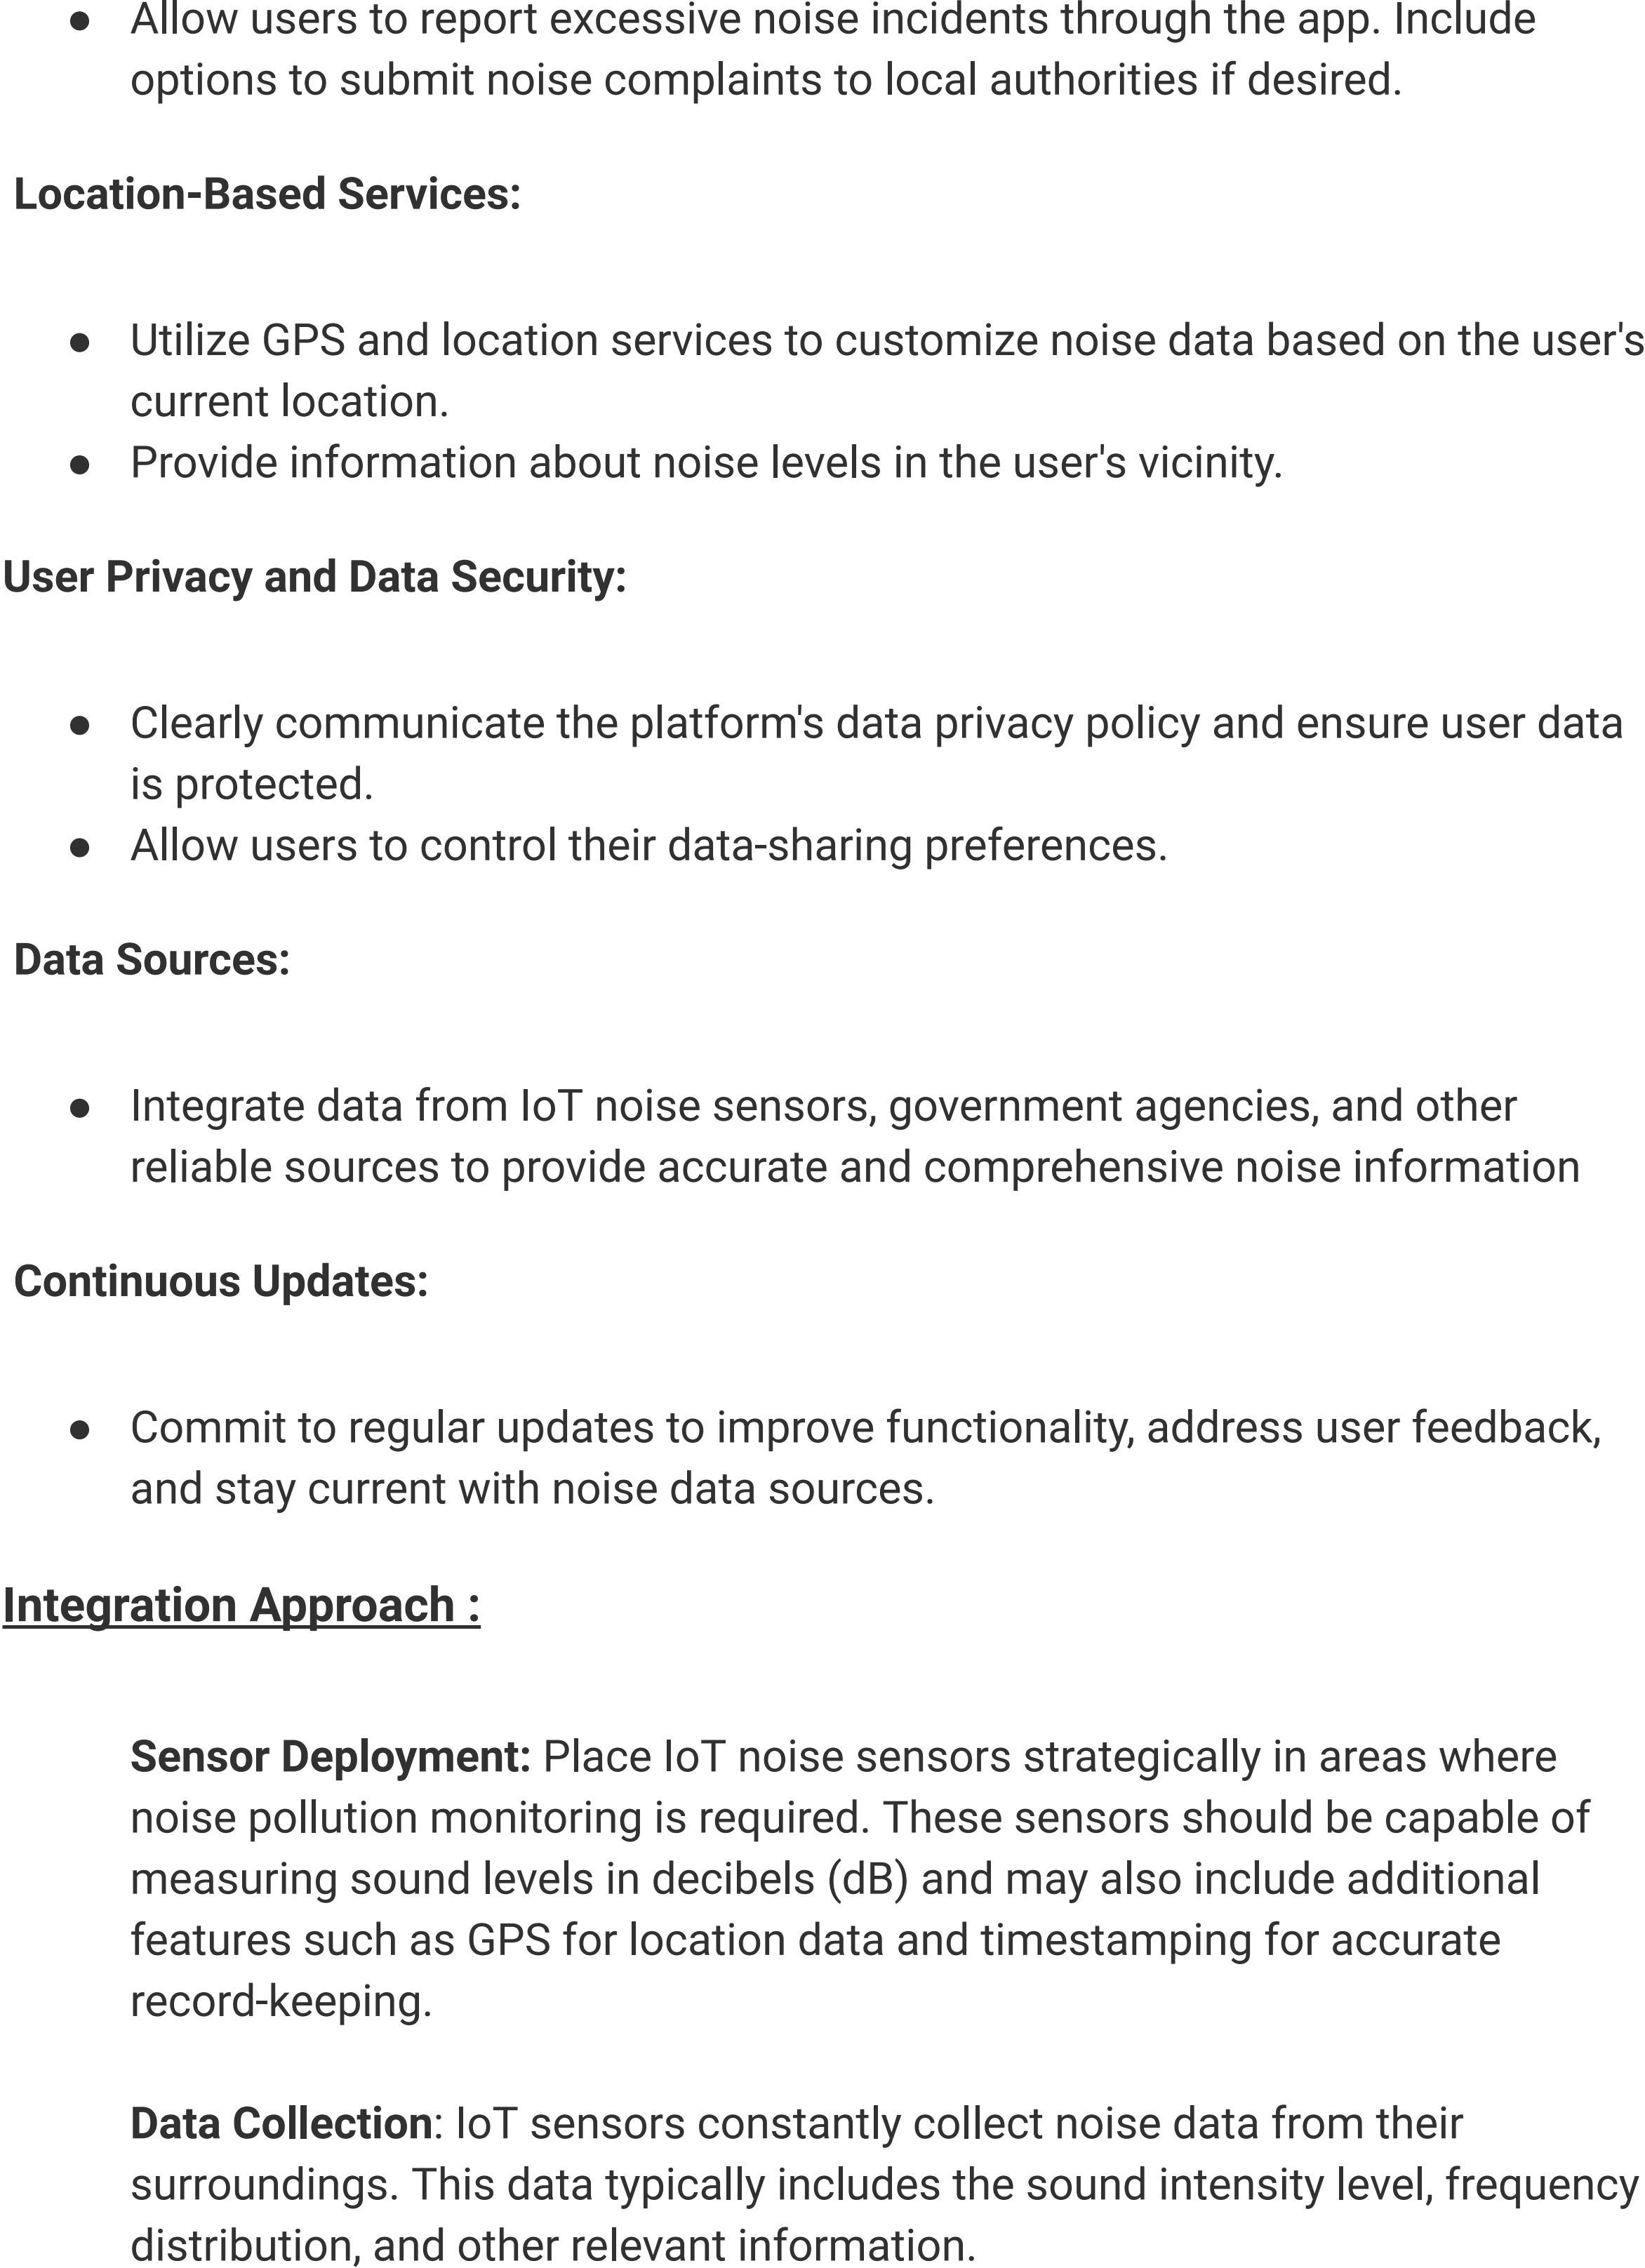 ● Allow users to report excessive noise incidents through the app. Include
options to submit noise complaints to local authorities if desired.
Location-Based Services:
● Utilize GPS and location services to customize noise data based on the user's
current location.
● Provide information about noise levels in the user's vicinity.
User Privacy and Data Security:
● Clearly communicate the platform's data privacy policy and ensure user data
is protected.
● Allow users to control their data-sharing preferences.
Data Sources:
● Integrate data from IoT noise sensors, government agencies, and other
reliable sources to provide accurate and comprehensive noise information
Continuous Updates:
● Commit to regular updates to improve functionality, address user feedback,
and stay current with noise data sources.
Integration Approach :
Sensor Deployment: Place IoT noise sensors strategically in areas where
noise pollution monitoring is required. These sensors should be capable of
measuring sound levels in decibels (dB) and may also include additional
features such as GPS for location data and timestamping for accurate
record-keeping.
Data Collection: IoT sensors constantly collect noise data from their
surroundings. This data typically includes the sound intensity level, frequency
distribution, and other relevant information.